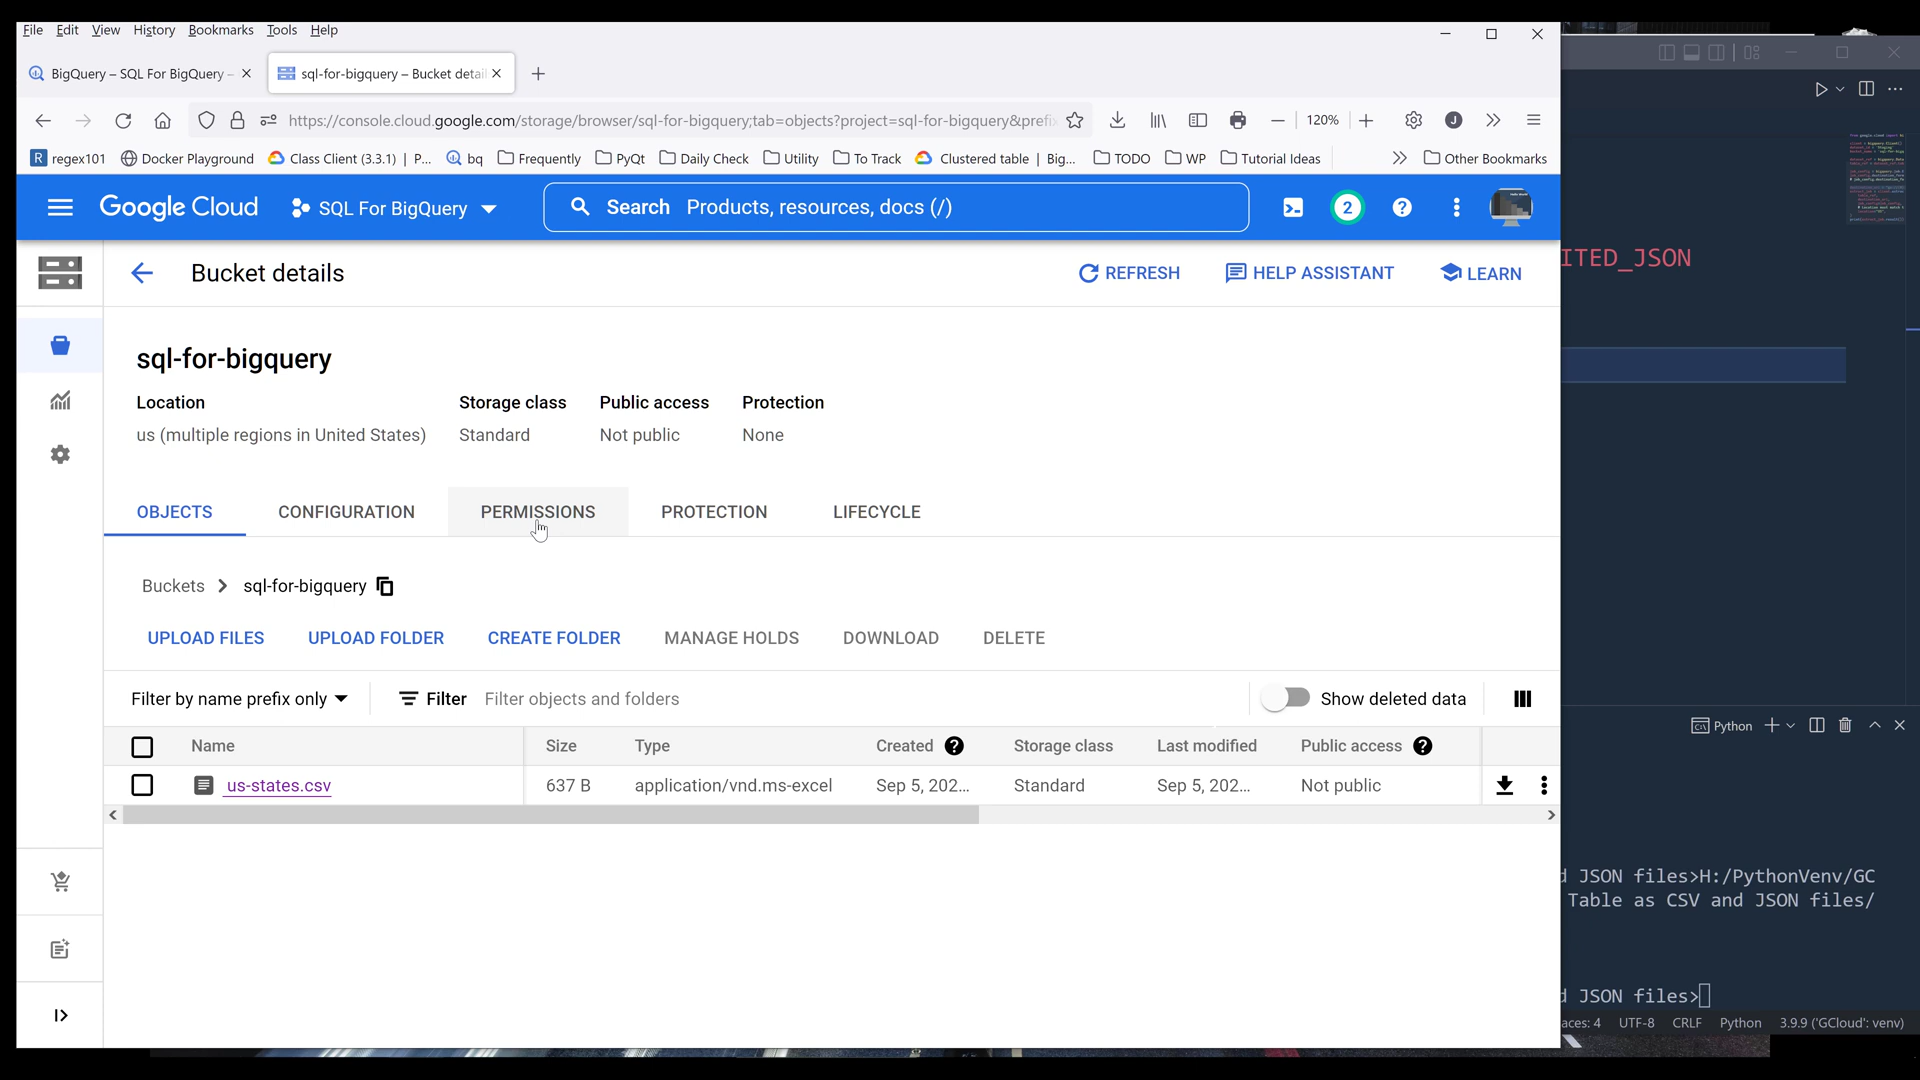 File Edit View History Bookmarks Tools Help
BigQuery – SQL For BigQuery –
sql-for-bigquery – Bucket detail
https://console.cloud.google.com/storage/browser/sql-for-bigquery;tab=objects?project=sql-for-bigquery&prefix
120%
J
regex101 Docker Playground Class Client (3.3.1) | P... bq Frequently PyQt Daily Check Utility To Track Clustered table | Big... TODO WP Tutorial Ideas Other Bookmarks
Google Cloud SQL For BigQuery Search Products, resources, docs (/) 2
Bucket details REFRESH HELP ASSISTANT LEARN
ITED_JSON
sql-for-bigquery
Location Storage class Public access Protection
us (multiple regions in United States) Standard Not public None
OBJECTS CONFIGURATION PERMISSIONS PROTECTION LIFECYCLE
Buckets > sql-for-bigquery
UPLOAD FILES UPLOAD FOLDER CREATE FOLDER MANAGE HOLDS DOWNLOAD DELETE
Filter by name prefix only Filter Filter objects and folders Show deleted data
Python
Name Size Type Created Storage class Last modified Public access
us-states.csv 637 B application/vnd.ms-excel Sep 5, 202... Standard Sep 5, 202... Not public
d JSON files>H:/PythonVenv/GC
Table as CSV and JSON files/
d JSON files>
aces: 4 UTF-8 CRLF Python 3.9.9 ('GCloud': venv)